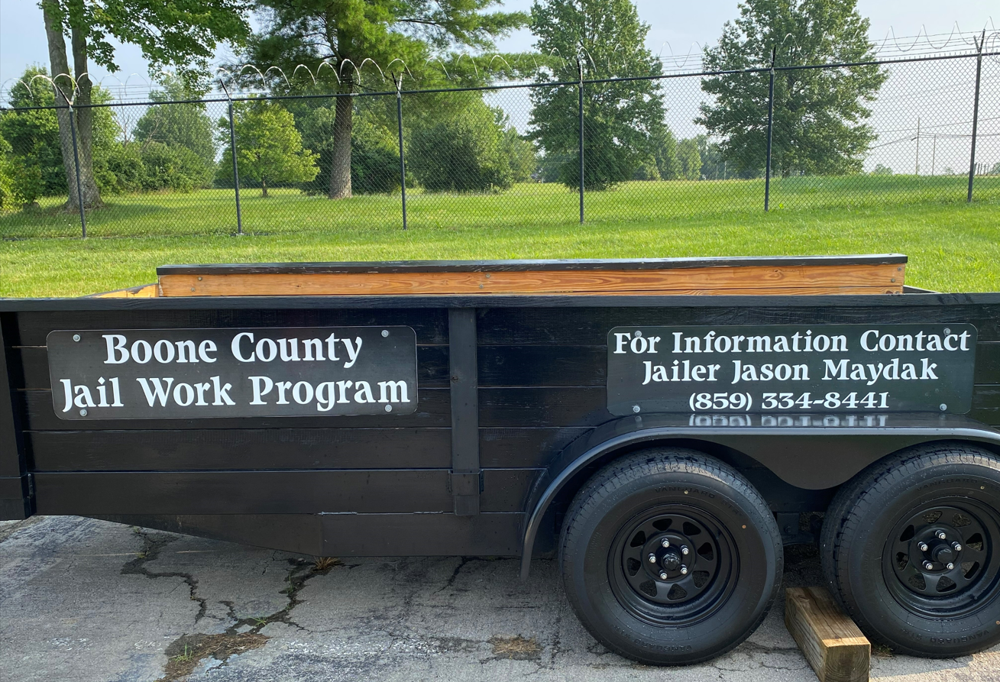 Boone County
Jail Work Program
For Information Contact
Jailer Jason Maydak
(859) 334-8441